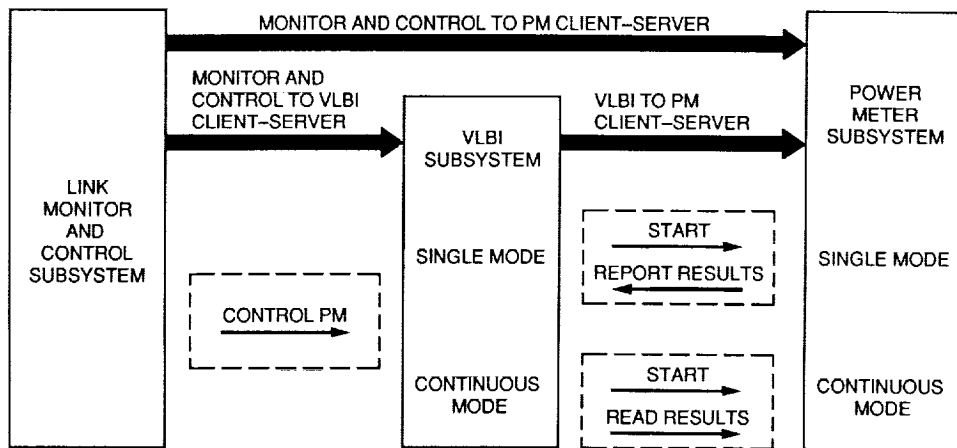 MONITOR AND CONTROL TO PM CLIENT–SERVER
MONITOR AND
CONTROL TO VLBI
CLIENT–SERVER
VLBI TO PM
CLIENT–SERVER
POWER
METER
SUBSYSTEM
VLBI
SUBSYSTEM
LINK
MONITOR
AND
CONTROL
SUBSYSTEM
START
SINGLE MODE
REPORT RESULTS
SINGLE MODE
CONTROL PM
START
CONTINUOUS
MODE
READ RESULTS
CONTINUOUS
MODE